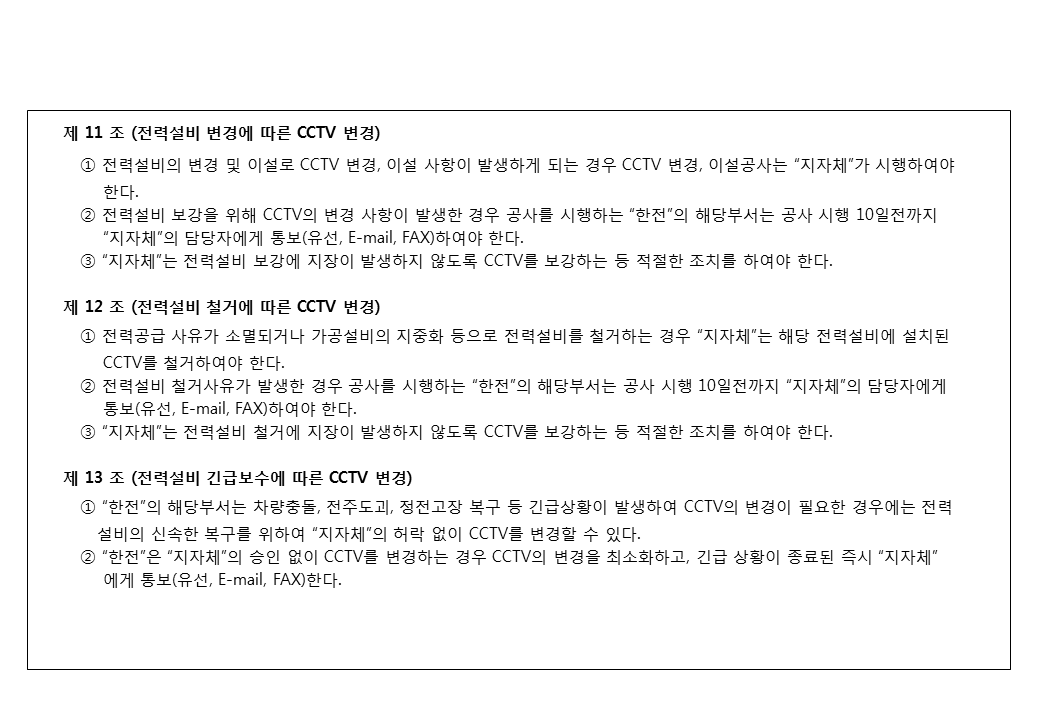 제 11 조 (전력설비 변경에 따른 CCTV 변경)
① 전력설비의 변경 및 이설로 CCTV 변경, 이설 사항이 발생하게 되는 경우 CCTV 변경, 이설공사는 “지자체”가 시행하여야
한다.
② 전력설비 보강을 위해 CCTV의 변경 사항이 발생한 경우 공사를 시행하는 “한전”의 해당부서는 공사 시행 10일전까지
“지자체”의 담당자에게 통보(유선, E-mail, FAX)하여야 한다.
③ “지자체”는 전력설비 보강에 지장이 발생하지 않도록 CCTV를 보강하는 등 적절한 조치를 하여야 한다.
제 12 조 (전력설비 철거에 따른 CCTV 변경)
① 전력공급 사유가 소멸되거나 가공설비의 지중화 등으로 전력설비를 철거하는 경우 “지자체”는 해당 전력설비에 설치된
CCTV를 철거하여야 한다.
② 전력설비 철거사유가 발생한 경우 공사를 시행하는 “한전”의 해당부서는 공사 시행 10일전까지 “지자체”의 담당자에게
통보(유선, E-mail, FAX)하여야 한다.
③ “지자체”는 전력설비 철거에 지장이 발생하지 않도록 CCTV를 보강하는 등 적절한 조치를 하여야 한다.
제 13 조 (전력설비 긴급보수에 따른 CCTV 변경)
① “한전”의 해당부서는 차량충돌, 전주도괴, 정전고장 복구 등 긴급상황이 발생하여 CCTV의 변경이 필요한 경우에는 전력
설비의 신속한 복구를 위하여 “지자체”의 허락 없이 CCTV를 변경할 수 있다.
② “한전”은 “지자체”의 승인 없이 CCTV를 변경하는 경우 CCTV의 변경을 최소화하고, 긴급 상황이 종료된 즉시 “지자체”
에게 통보(유선, E-mail, FAX)한다.